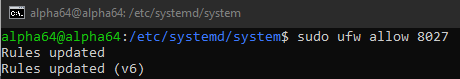 alpha64@alpha64: /etc/systemd/system
alpha64@alpha64:/etc/systemd/system$ sudo ufw allow 8027
Rules updated
Rules updated (v6)